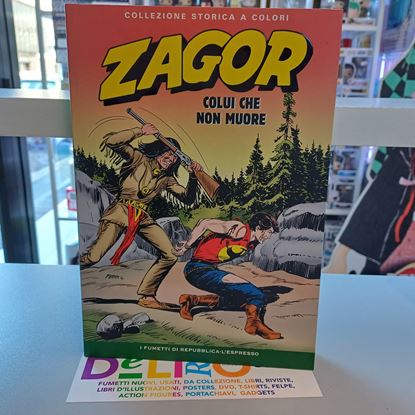 COLLEZIONE STORICA A COLORI
ZAGOR
COLUI CHE
NON MUORE
I FUMETTI DI REPUBBLICA-L'ESPRESSO
FUMETTI NUOVI, USATI, DA COLLEZIONE, LIBRI, RIVISTE,
LIBRI D'ILLUSTRAZIONI, POSTERS, DVD, T-SHIRTS, FELPE,
ACTION FIGURES, PORTACHIAVI, GADGETS